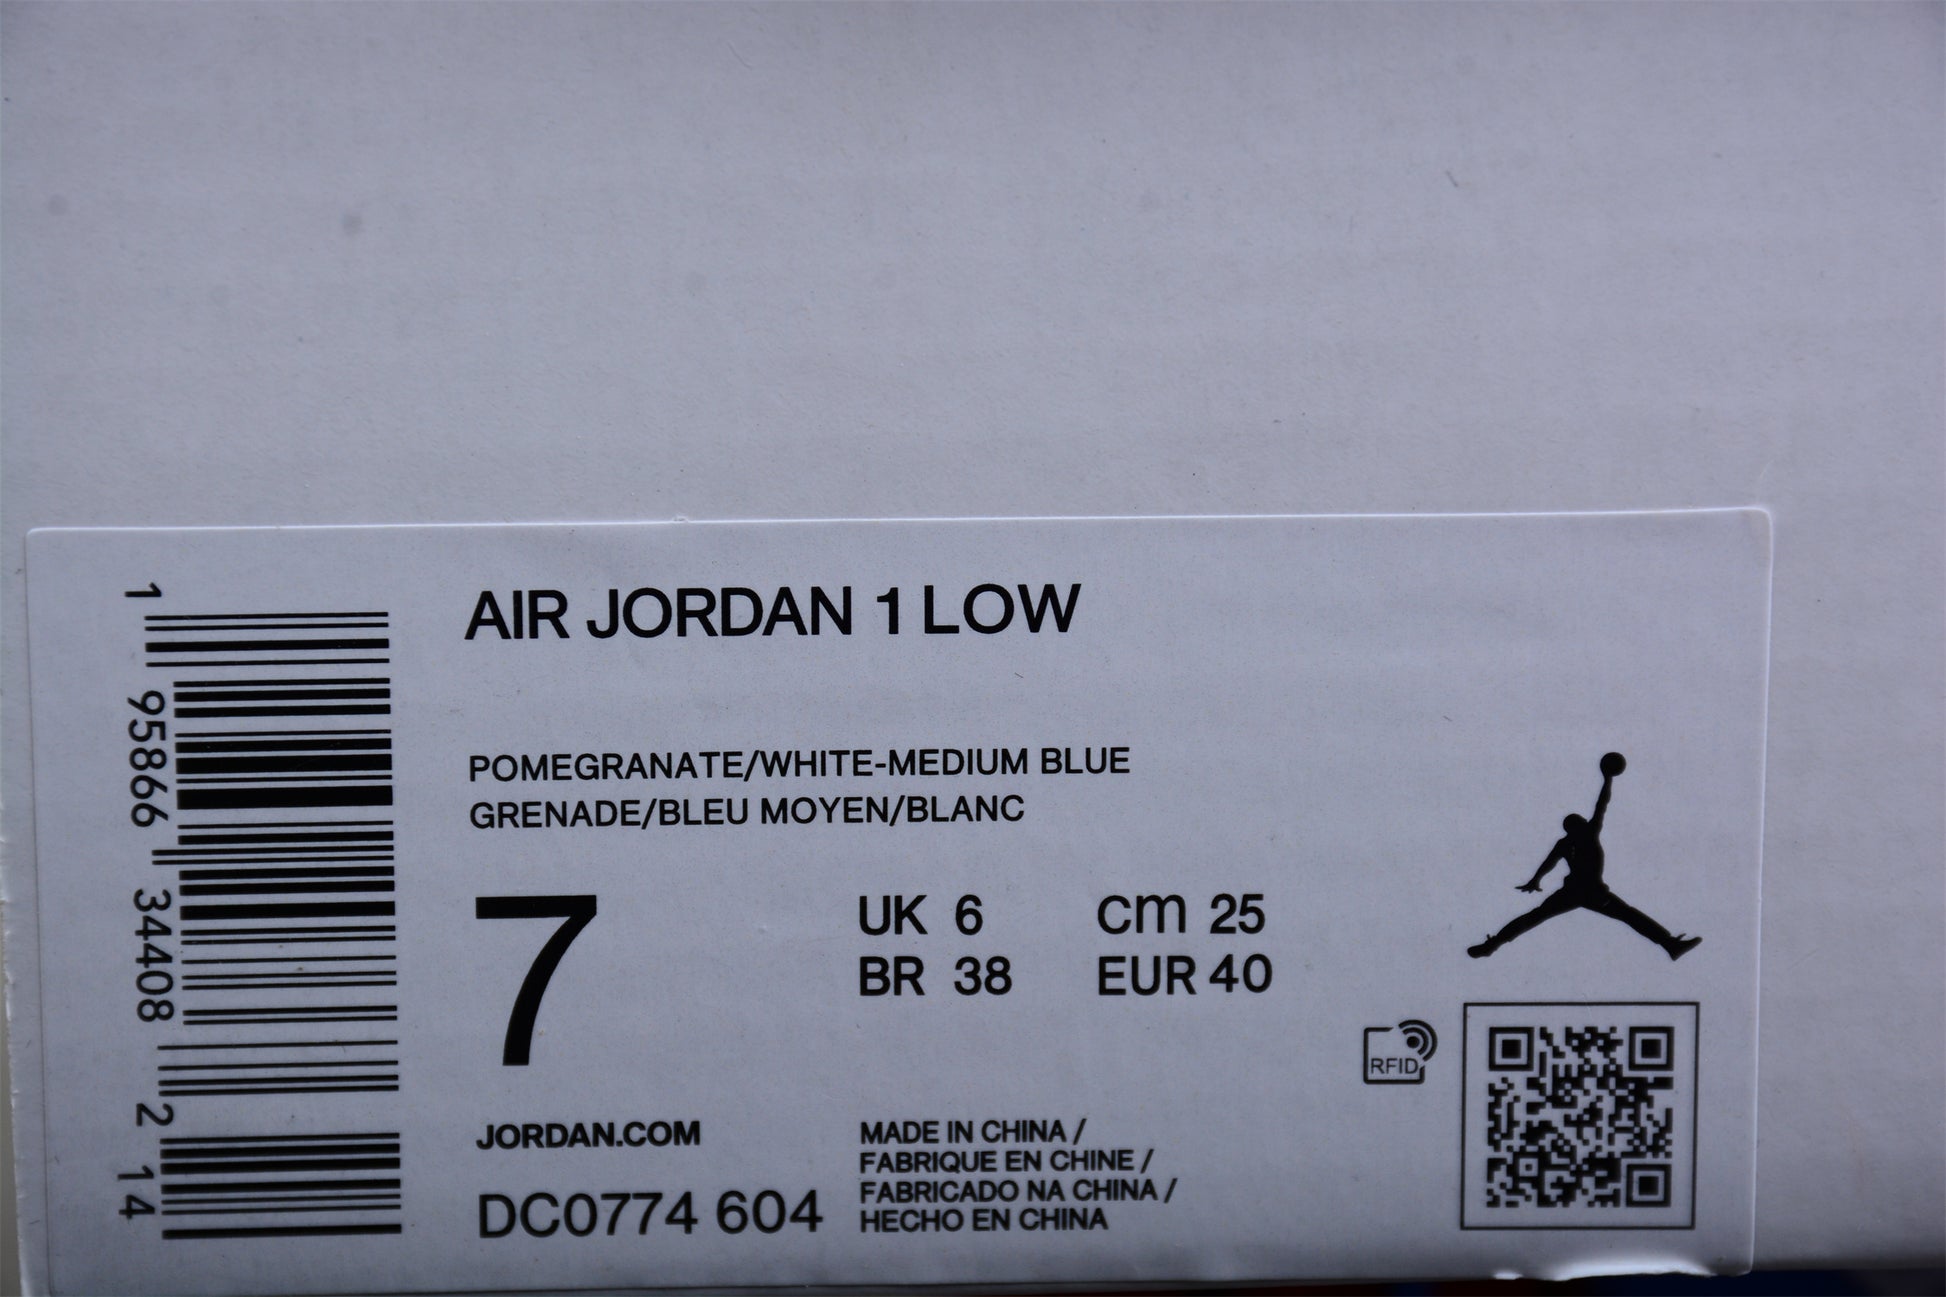 AIR JORDAN 1 LOW
POMEGRANATE/WHITE-MEDIUM BLUE
GRENADE/BLEU MOYEN/BLANC
7
UK 6 CM 25
BR 38 EUR 40
RFID
JORDAN.COM
DC0774 604
MADE IN CHINA /
FABRIQUE EN CHINE /
FABRICADO NA CHINA /
HECHO EN CHINA
1 95866 34408 2 14